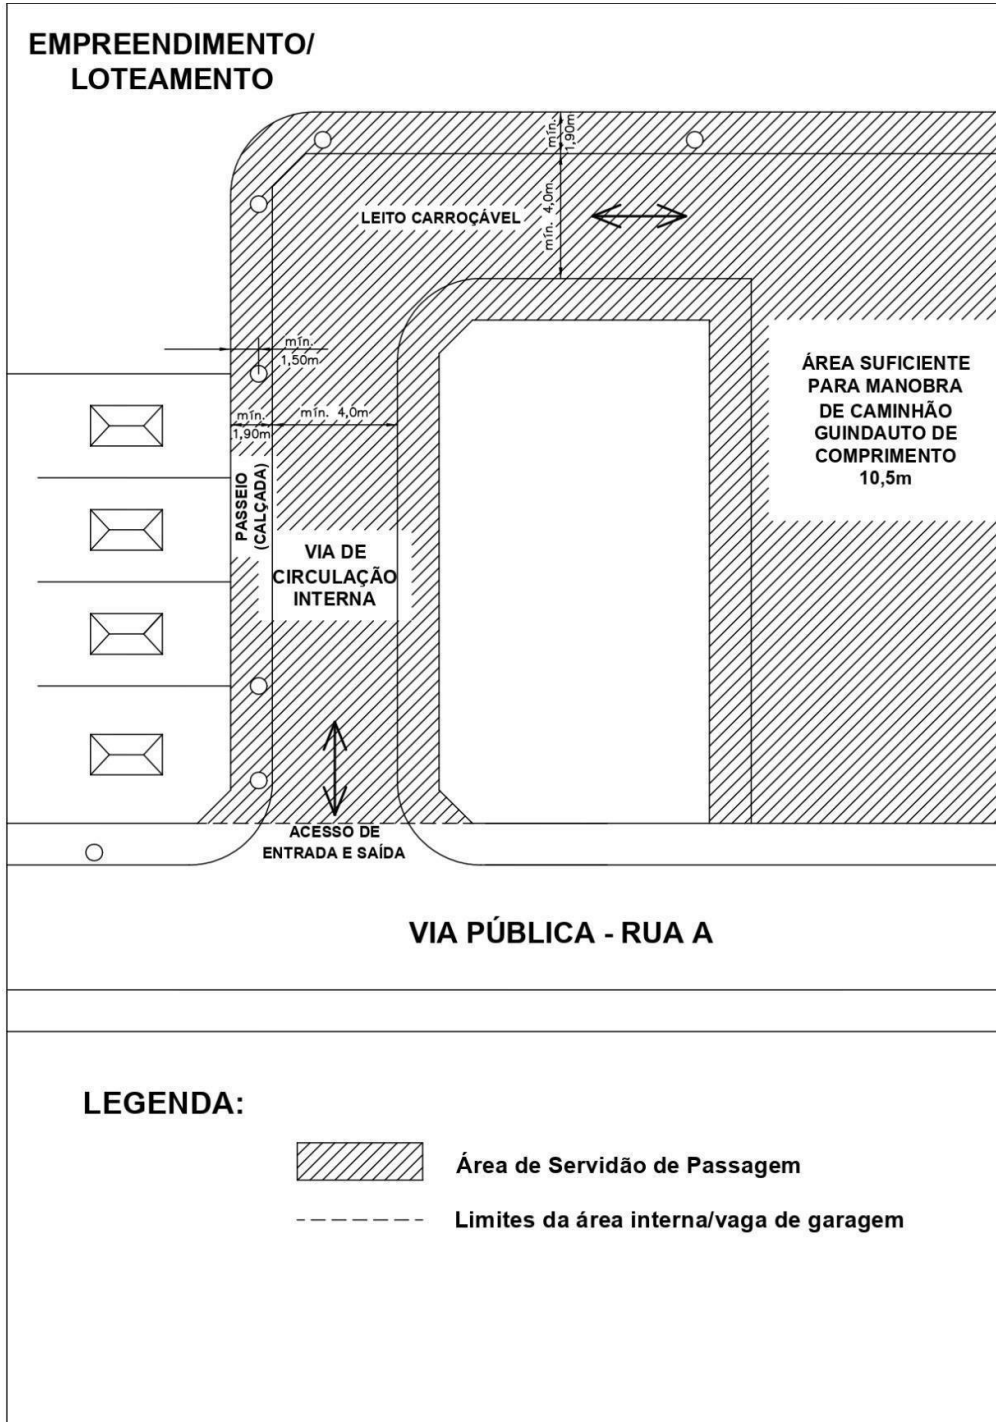 EMPREENDIMENTO/
LOTEAMENTO
mín.
1,90m
LEITO CARROÇÁVEL
mín. 4,0m.
mín.
1,50m
mín.
1,90m
mín. 4,0m
ÁREA SUFICIENTE
PARA MANOBRA
DE CAMINHÃO
GUINDAUTO DE
COMPRIMENTO
10,5m
PASSEIO
(CALÇADA)
VIA DE
CIRCULAÇÃO
INTERNA
ACESSO DE
ENTRADA E SAÍDA
VIA PÚBLICA - RUA A
LEGENDA:
Área de Servidão de Passagem
Limites da área interna/vaga de garagem